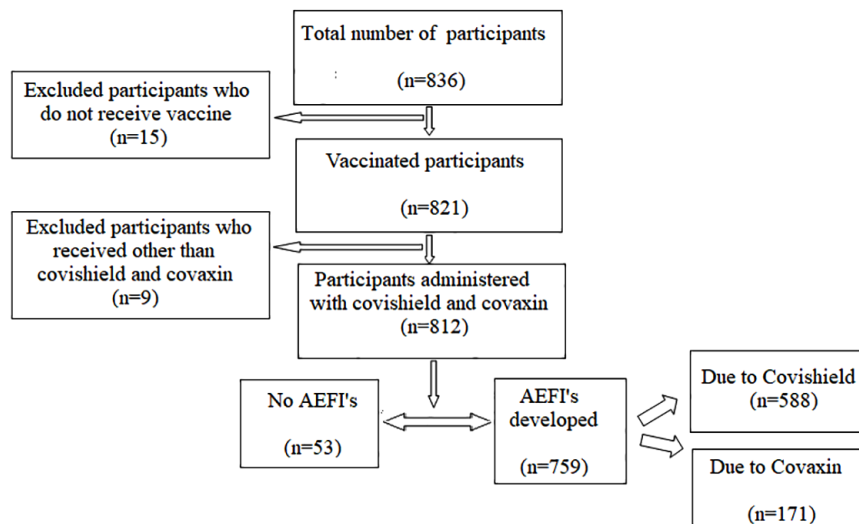 Total number of participants
(n=836)
Excluded participants who
do not receive vaccine
(n=15)
Vaccinated participants
(n=821)
Excluded participants who
received other than
covishield and covaxin
(n=9)
Participants administered
with covishield and covaxin
(n=812)
No AEFI's
(n=53)
AEFI's
developed
(n=759)
Due to Covishield
(n=588)
Due to Covaxin
(n=171)